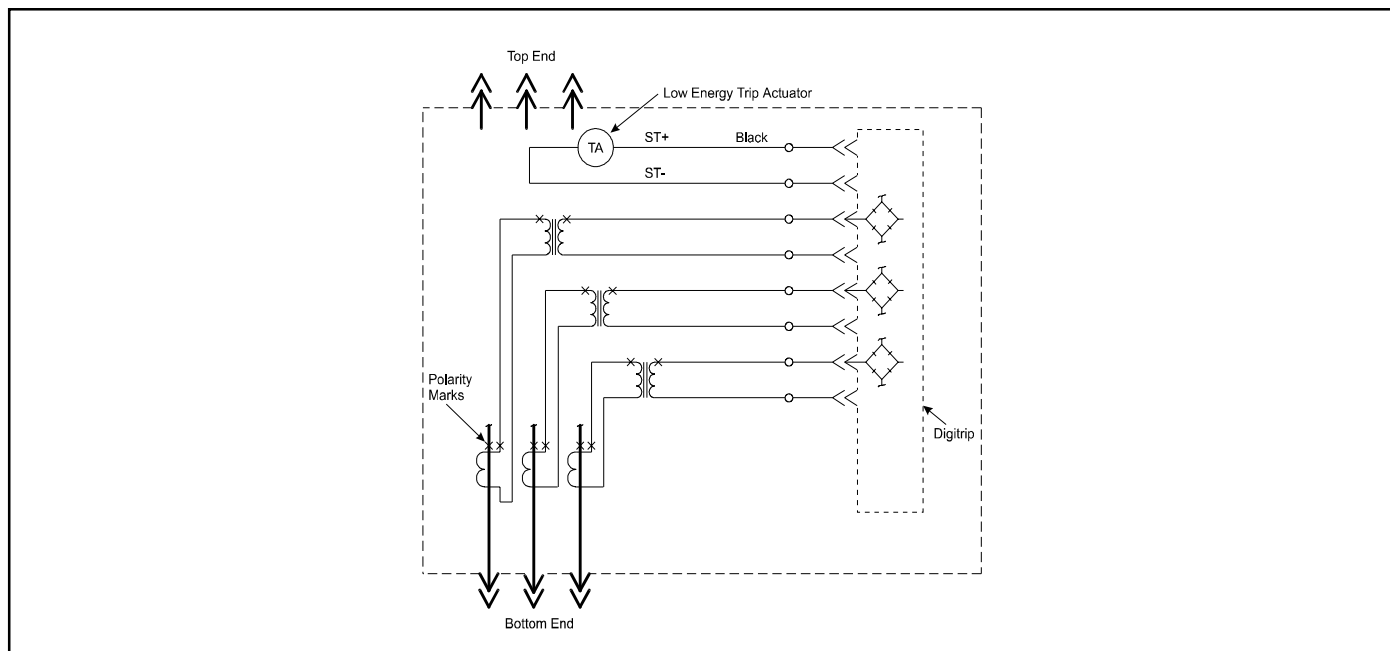 Top End
Low Energy Trip Actuator
TA
ST+
Black
ST-
Polarity
Marks
Digitrip
Bottom End